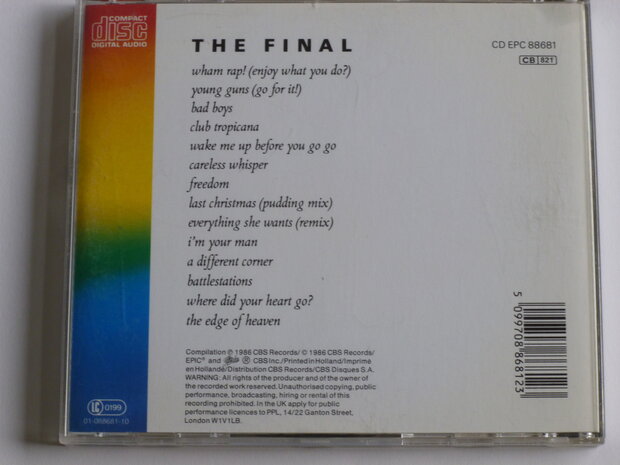 COMPACT
disc
DIGITAL AUDIO
THE FINAL
CD EPC 88681
CB 821
wham rap! (enjoy what you do?)
young guns (go for it!)
bad boys
club tropicana
wake me up before you go go
careless whisper
freedom
last christmas (pudding mix)
everything she wants (remix)
i'm your man
a different corner
battlestations
where did your heart go?
the edge of heaven
Compilation ℗ 1986 CBS Records/ © 1986 CBS Records/
EPIC® and ® CBS Inc./Printed in Holland/Imprimé
en Hollande/Distribution CBS Records/CBS Disques S.A.
WARNING: All rights of the producer and of the owner of
the recorded work reserved. Unauthorised copying, public
performance, broadcasting, hiring or rental of this
recording prohibited. In the UK apply for public
performance licences to PPL, 14/22 Ganton Street,
London W1V1LB.
5 099708 868123
LC 0199
01-088681-10